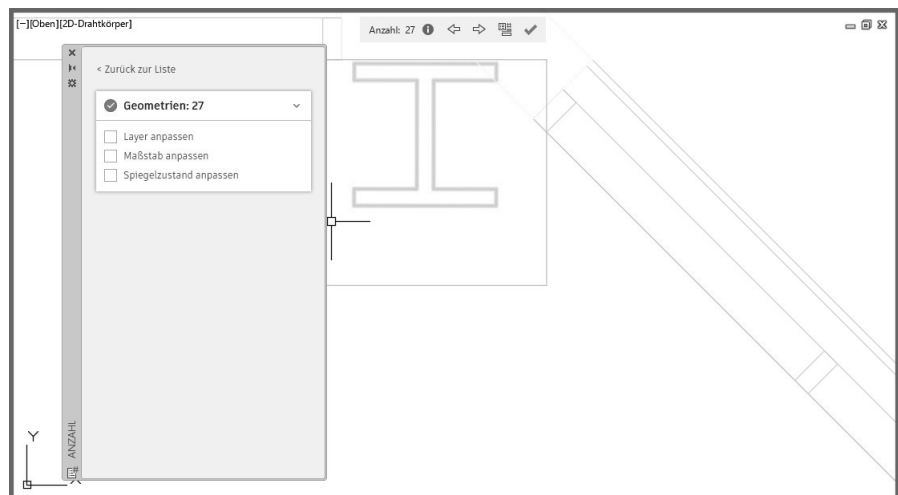 [−][Oben][2D-Drahtkörper]
Anzahl: 27
< Zurück zur Liste
Geometrien: 27
Layer anpassen
Maßstab anpassen
Spiegelzustand anpassen
ANZAHL
Y
X